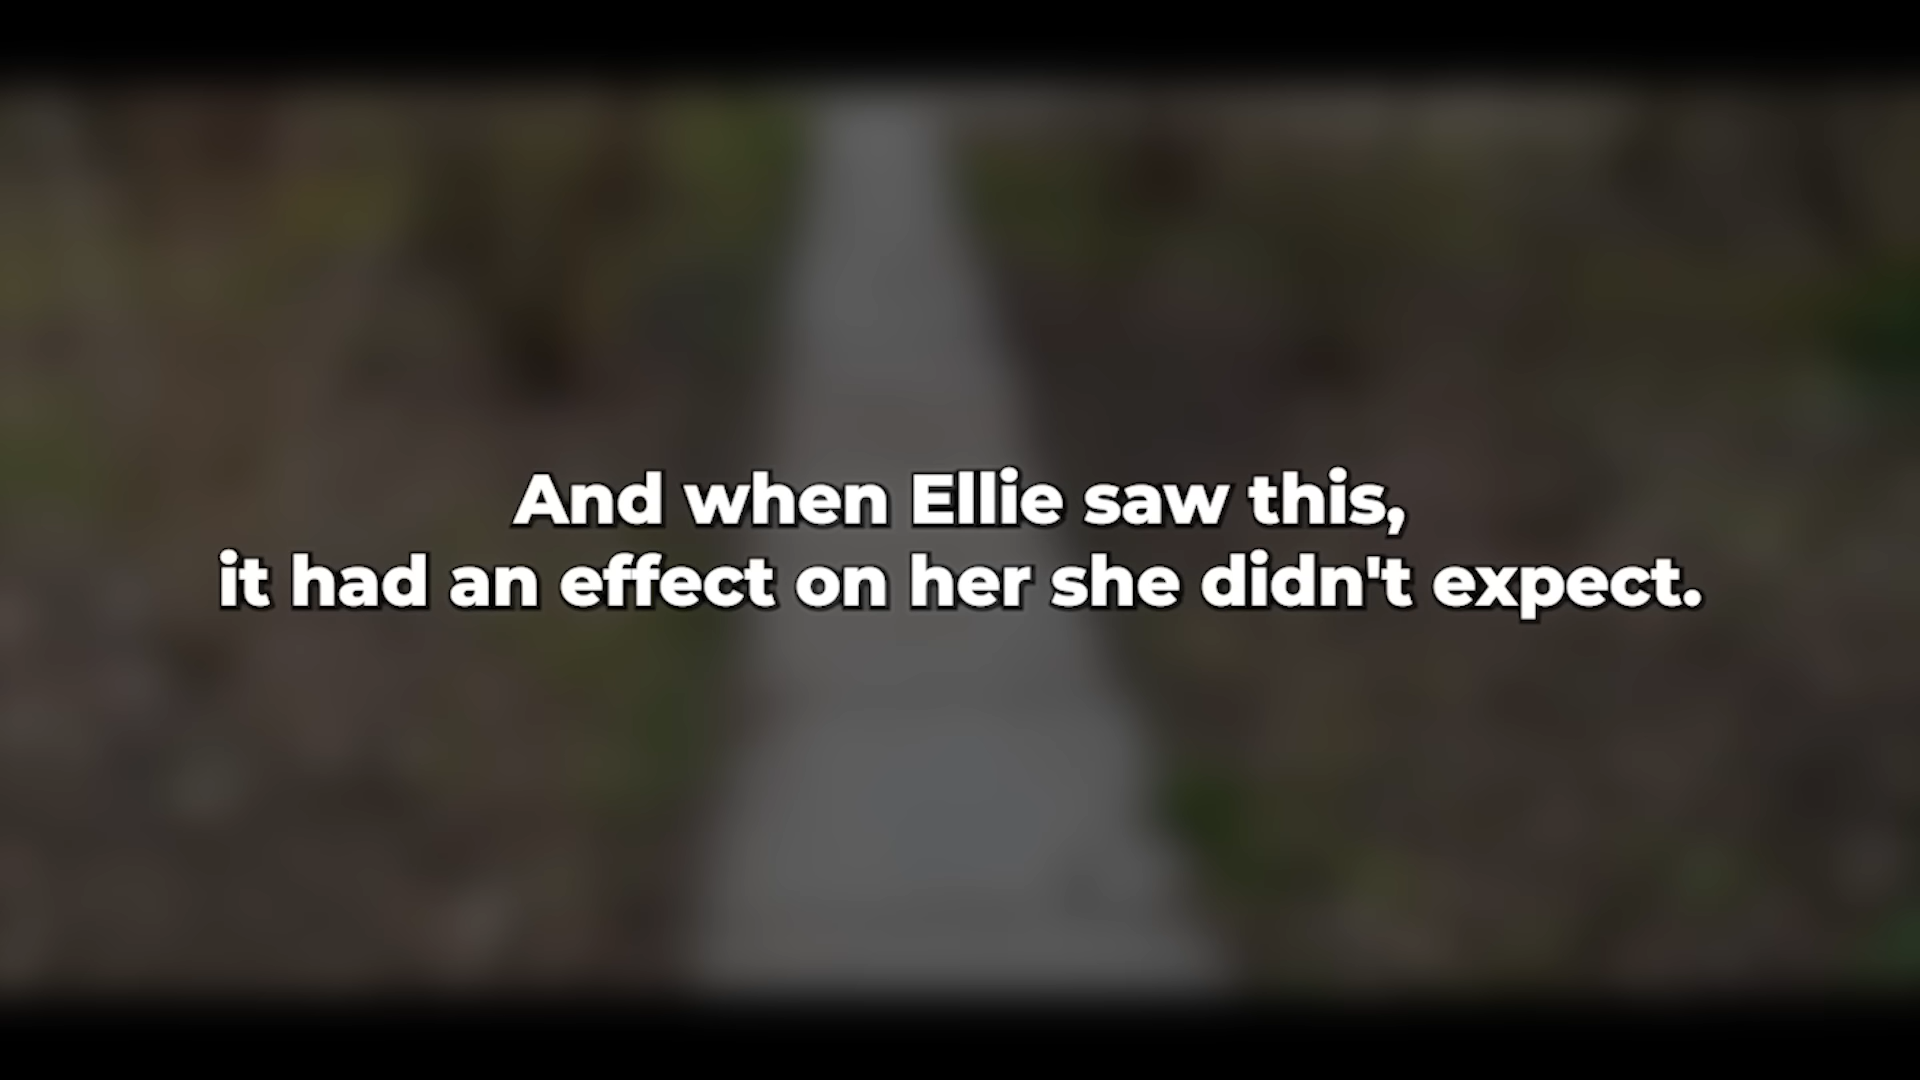 And when Ellie saw this,
it had an effect on her she didn't expect.